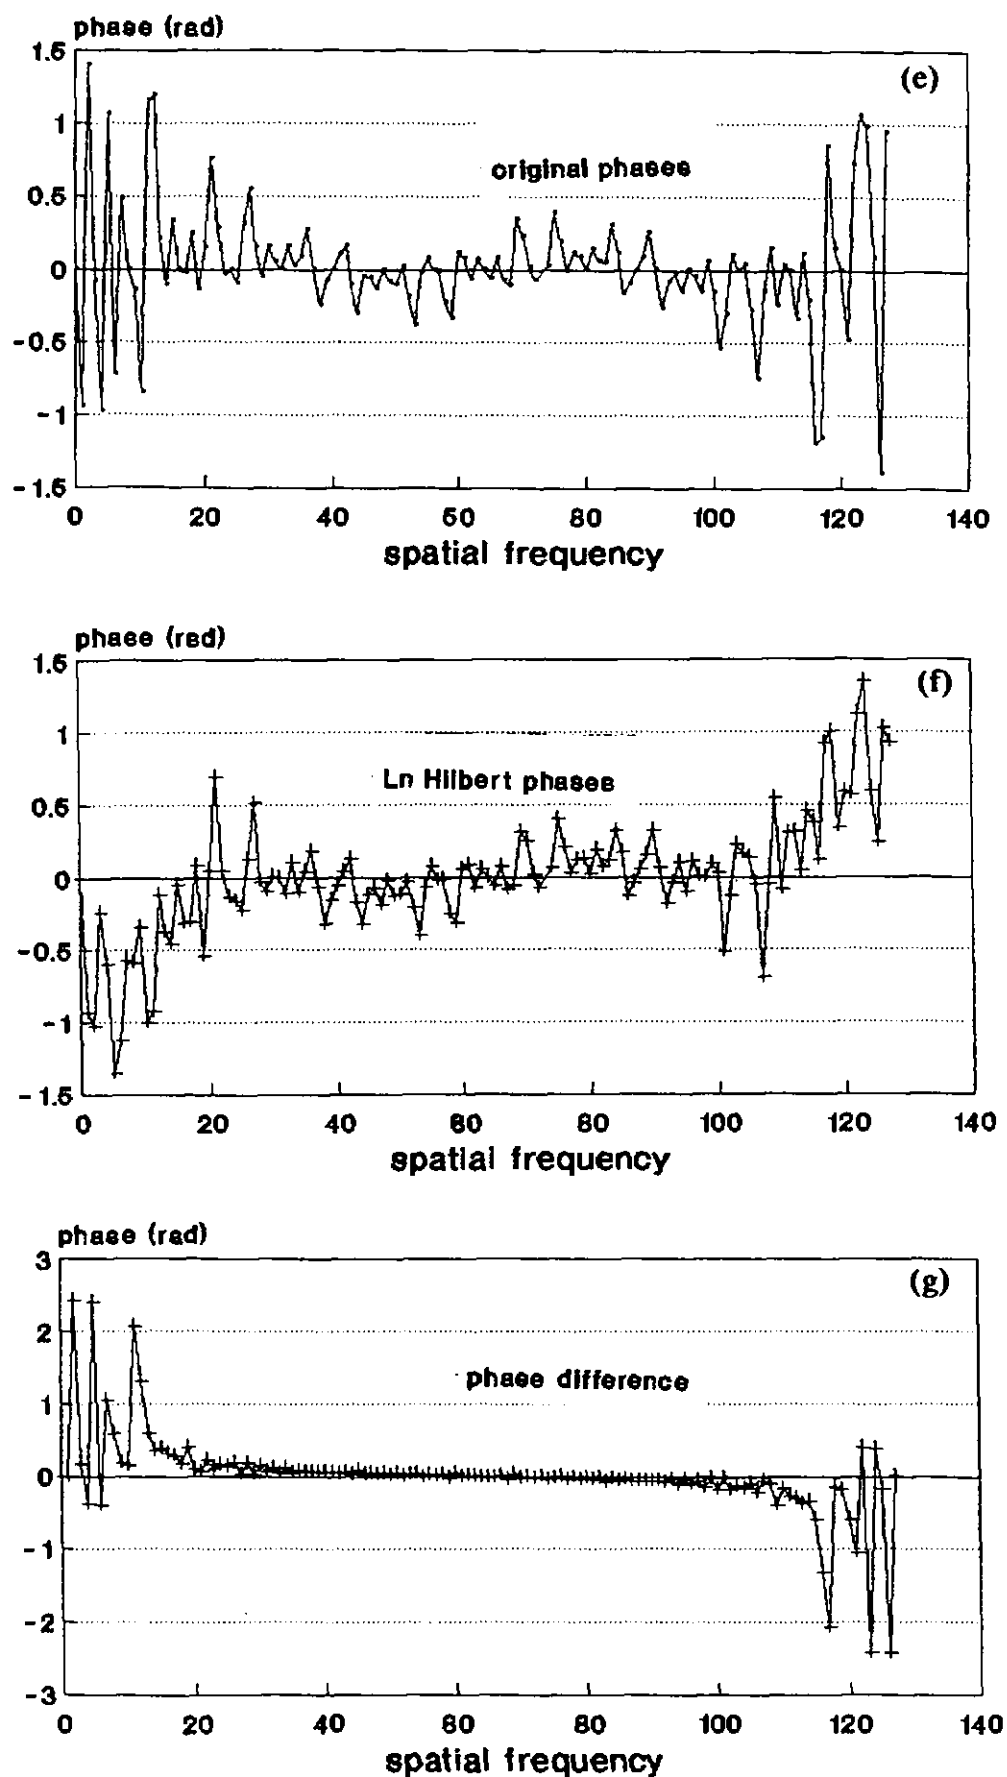 phase (rad)
1.5
(e)
1
original phases
0.5
0
-0.5
-1
-1.5
0 20 40 60 80 100 120 140
spatial frequency
phase (rad)
1.5
(f)
1
Ln Hilbert phases
0.5
0
-0.5
-1
-1.5
0 20 40 60 80 100 120 140
spatial frequency
phase (rad)
3
(g)
2
phase difference
1
0
-1
-2
-3
0 20 40 60 80 100 120 140
spatial frequency